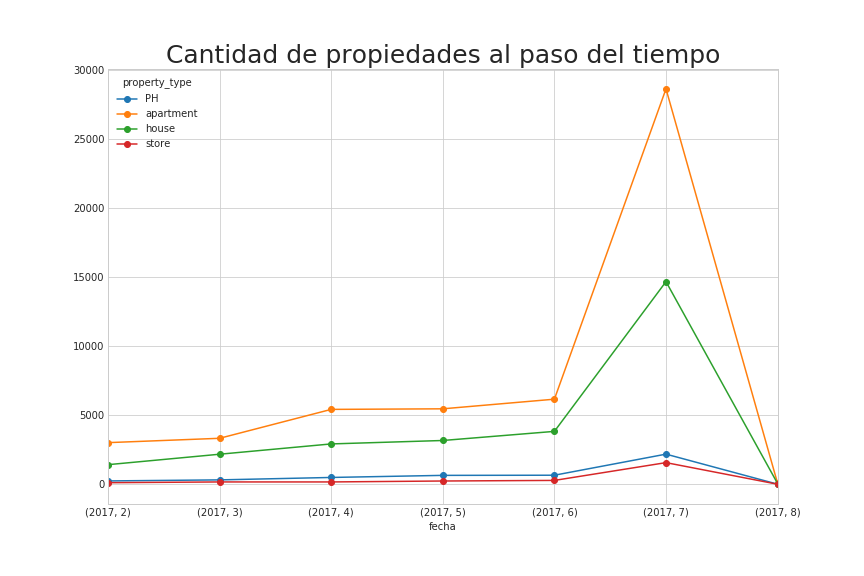 Cantidad de propiedades al paso del tiempo
30000
25000
20000
15000
10000
5000
0
property_type
PH
apartment
house
store
(2017, 2) (2017, 3) (2017, 4) (2017, 5) (2017, 6) (2017, 7) (2017, 8)
fecha